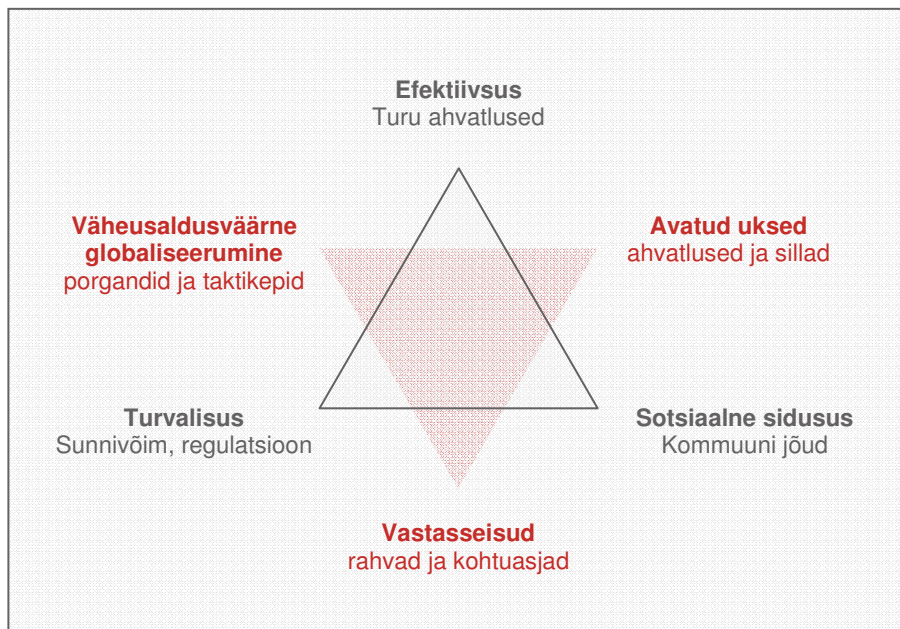 Efektiivsus
Turu ahvatlused
Väheusaldusväärne
globaliseerumine
porgandid ja taktikepid
Avatud uksed
ahvatlused ja sillad
Turvalisus
Sunnivõim, regulatsioon
Sotsiaalne sidusus
Kommuuni jõud
Vastasseisud
rahvad ja kohtuasjad